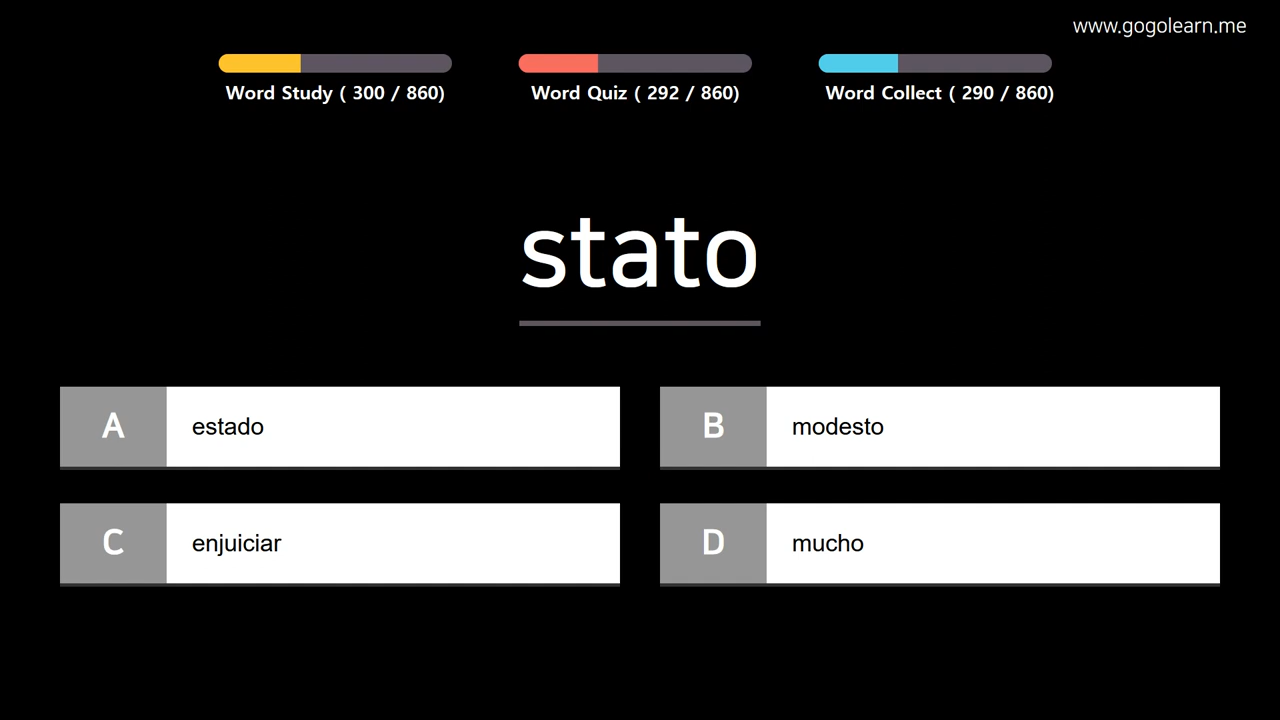 www.gogolearn.me
Word Study ( 300 / 860)
Word Quiz ( 292 / 860)
Word Collect ( 290 / 860)
stato
A estado
B modesto
C enjuiciar
D mucho